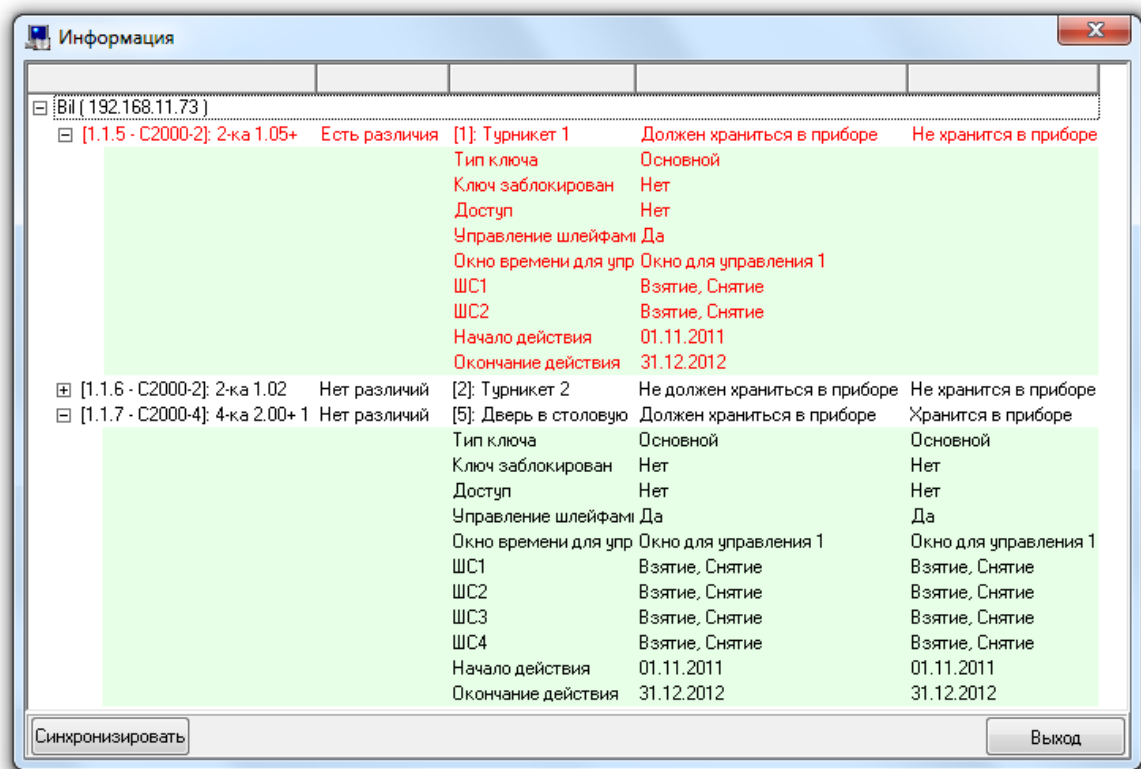 Информация
Bil ( 192.168.11.73 )
[1.1.5 - С2000-2]: 2-ка 1.05+ Есть различия [1]: Турникет 1 Должен храниться в приборе Не хранится в приборе
Тип ключа Основной
Ключ заблокирован Нет
Доступ Нет
Управление шлейфами Да
Окно времени для упр Окно для управления 1
ШС1 Взятие, Снятие
ШС2 Взятие, Снятие
Начало действия 01.11.2011
Окончание действия 31.12.2012
[1.1.6 - С2000-2]: 2-ка 1.02 Нет различий [2]: Турникет 2 Не должен храниться в приборе Не хранится в приборе
[1.1.7 - С2000-4]: 4-ка 2.00+ 1 Нет различий [5]: Дверь в столовую Должен храниться в приборе Хранится в приборе
Тип ключа Основной Основной
Ключ заблокирован Нет Нет
Доступ Нет Нет
Управление шлейфами Да Да
Окно времени для упр Окно для управления 1 Окно для управления 1
ШС1 Взятие, Снятие Взятие, Снятие
ШС2 Взятие, Снятие Взятие, Снятие
ШС3 Взятие, Снятие Взятие, Снятие
ШС4 Взятие, Снятие Взятие, Снятие
Начало действия 01.11.2011 01.11.2011
Окончание действия 31.12.2012 31.12.2012
Синхронизировать Выход